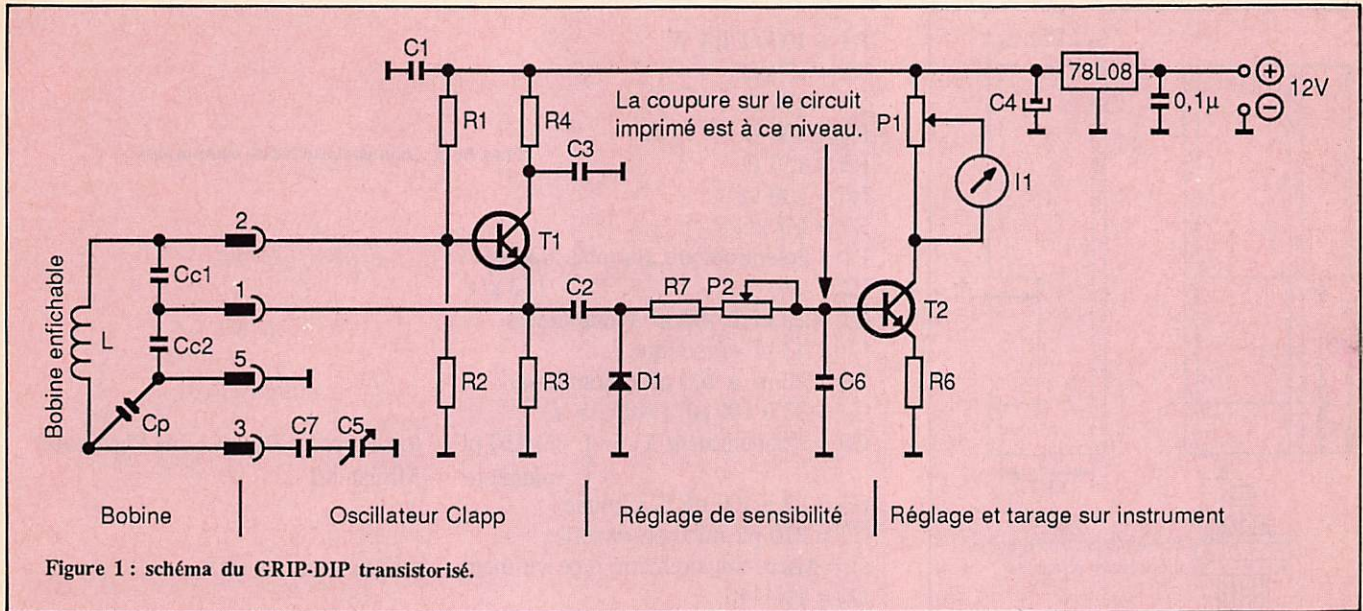 C1
78L08
+
12V
−
C4
0,1µ
R1
R4
La coupure sur le circuit
imprimé est à ce niveau.
P1
C3
I1
2
T1
Bobine enfichable
L
Cc1
1
C2
R7
P2
T2
Cc2
5
R2
R3
D1
C6
R6
Cp
3
C7
C5
Bobine
Oscillateur Clapp
Réglage de sensibilité
Réglage et tarage sur instrument
Figure 1 : schéma du GRIP-DIP transistorisé.